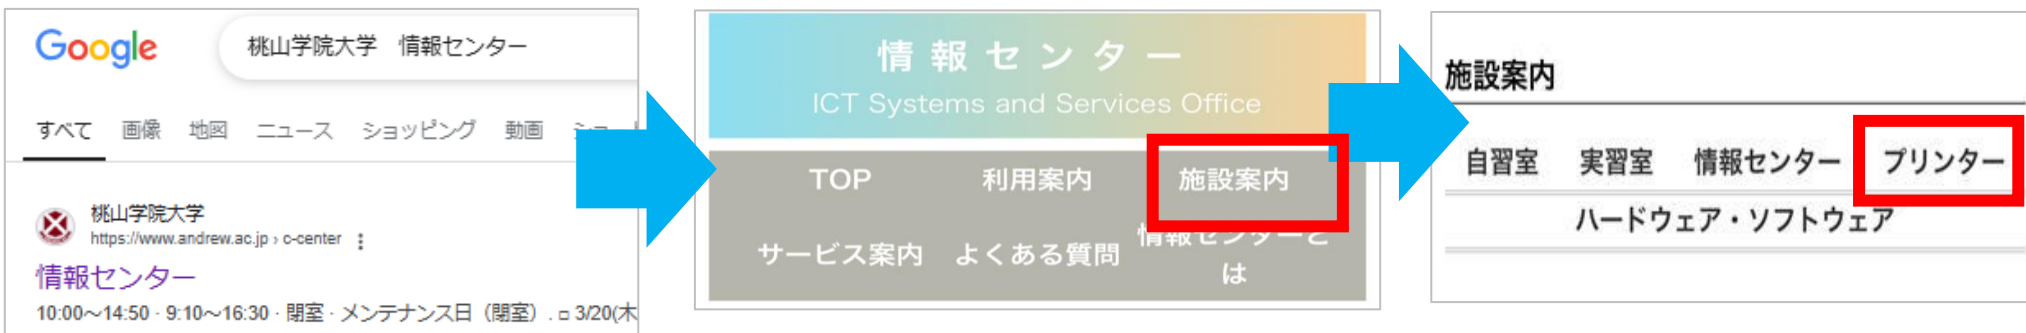 Google
桃山学院大学 情報センター
すべて 画像 地図 ニュース ショッピング 動画
桃山学院大学
https://www.andrew.ac.jp › c-center
情報センター
10:00～14:50 · 9:10～16:30 · 閉室 · メンテナンス日（閉室）. □ 3/20(木
情報センター
ICT Systems and Services Office
TOP 利用案内 施設案内
サービス案内 よくある質問 情報センターとは
施設案内
自習室 実習室 情報センター プリンター
ハードウェア・ソフトウェア